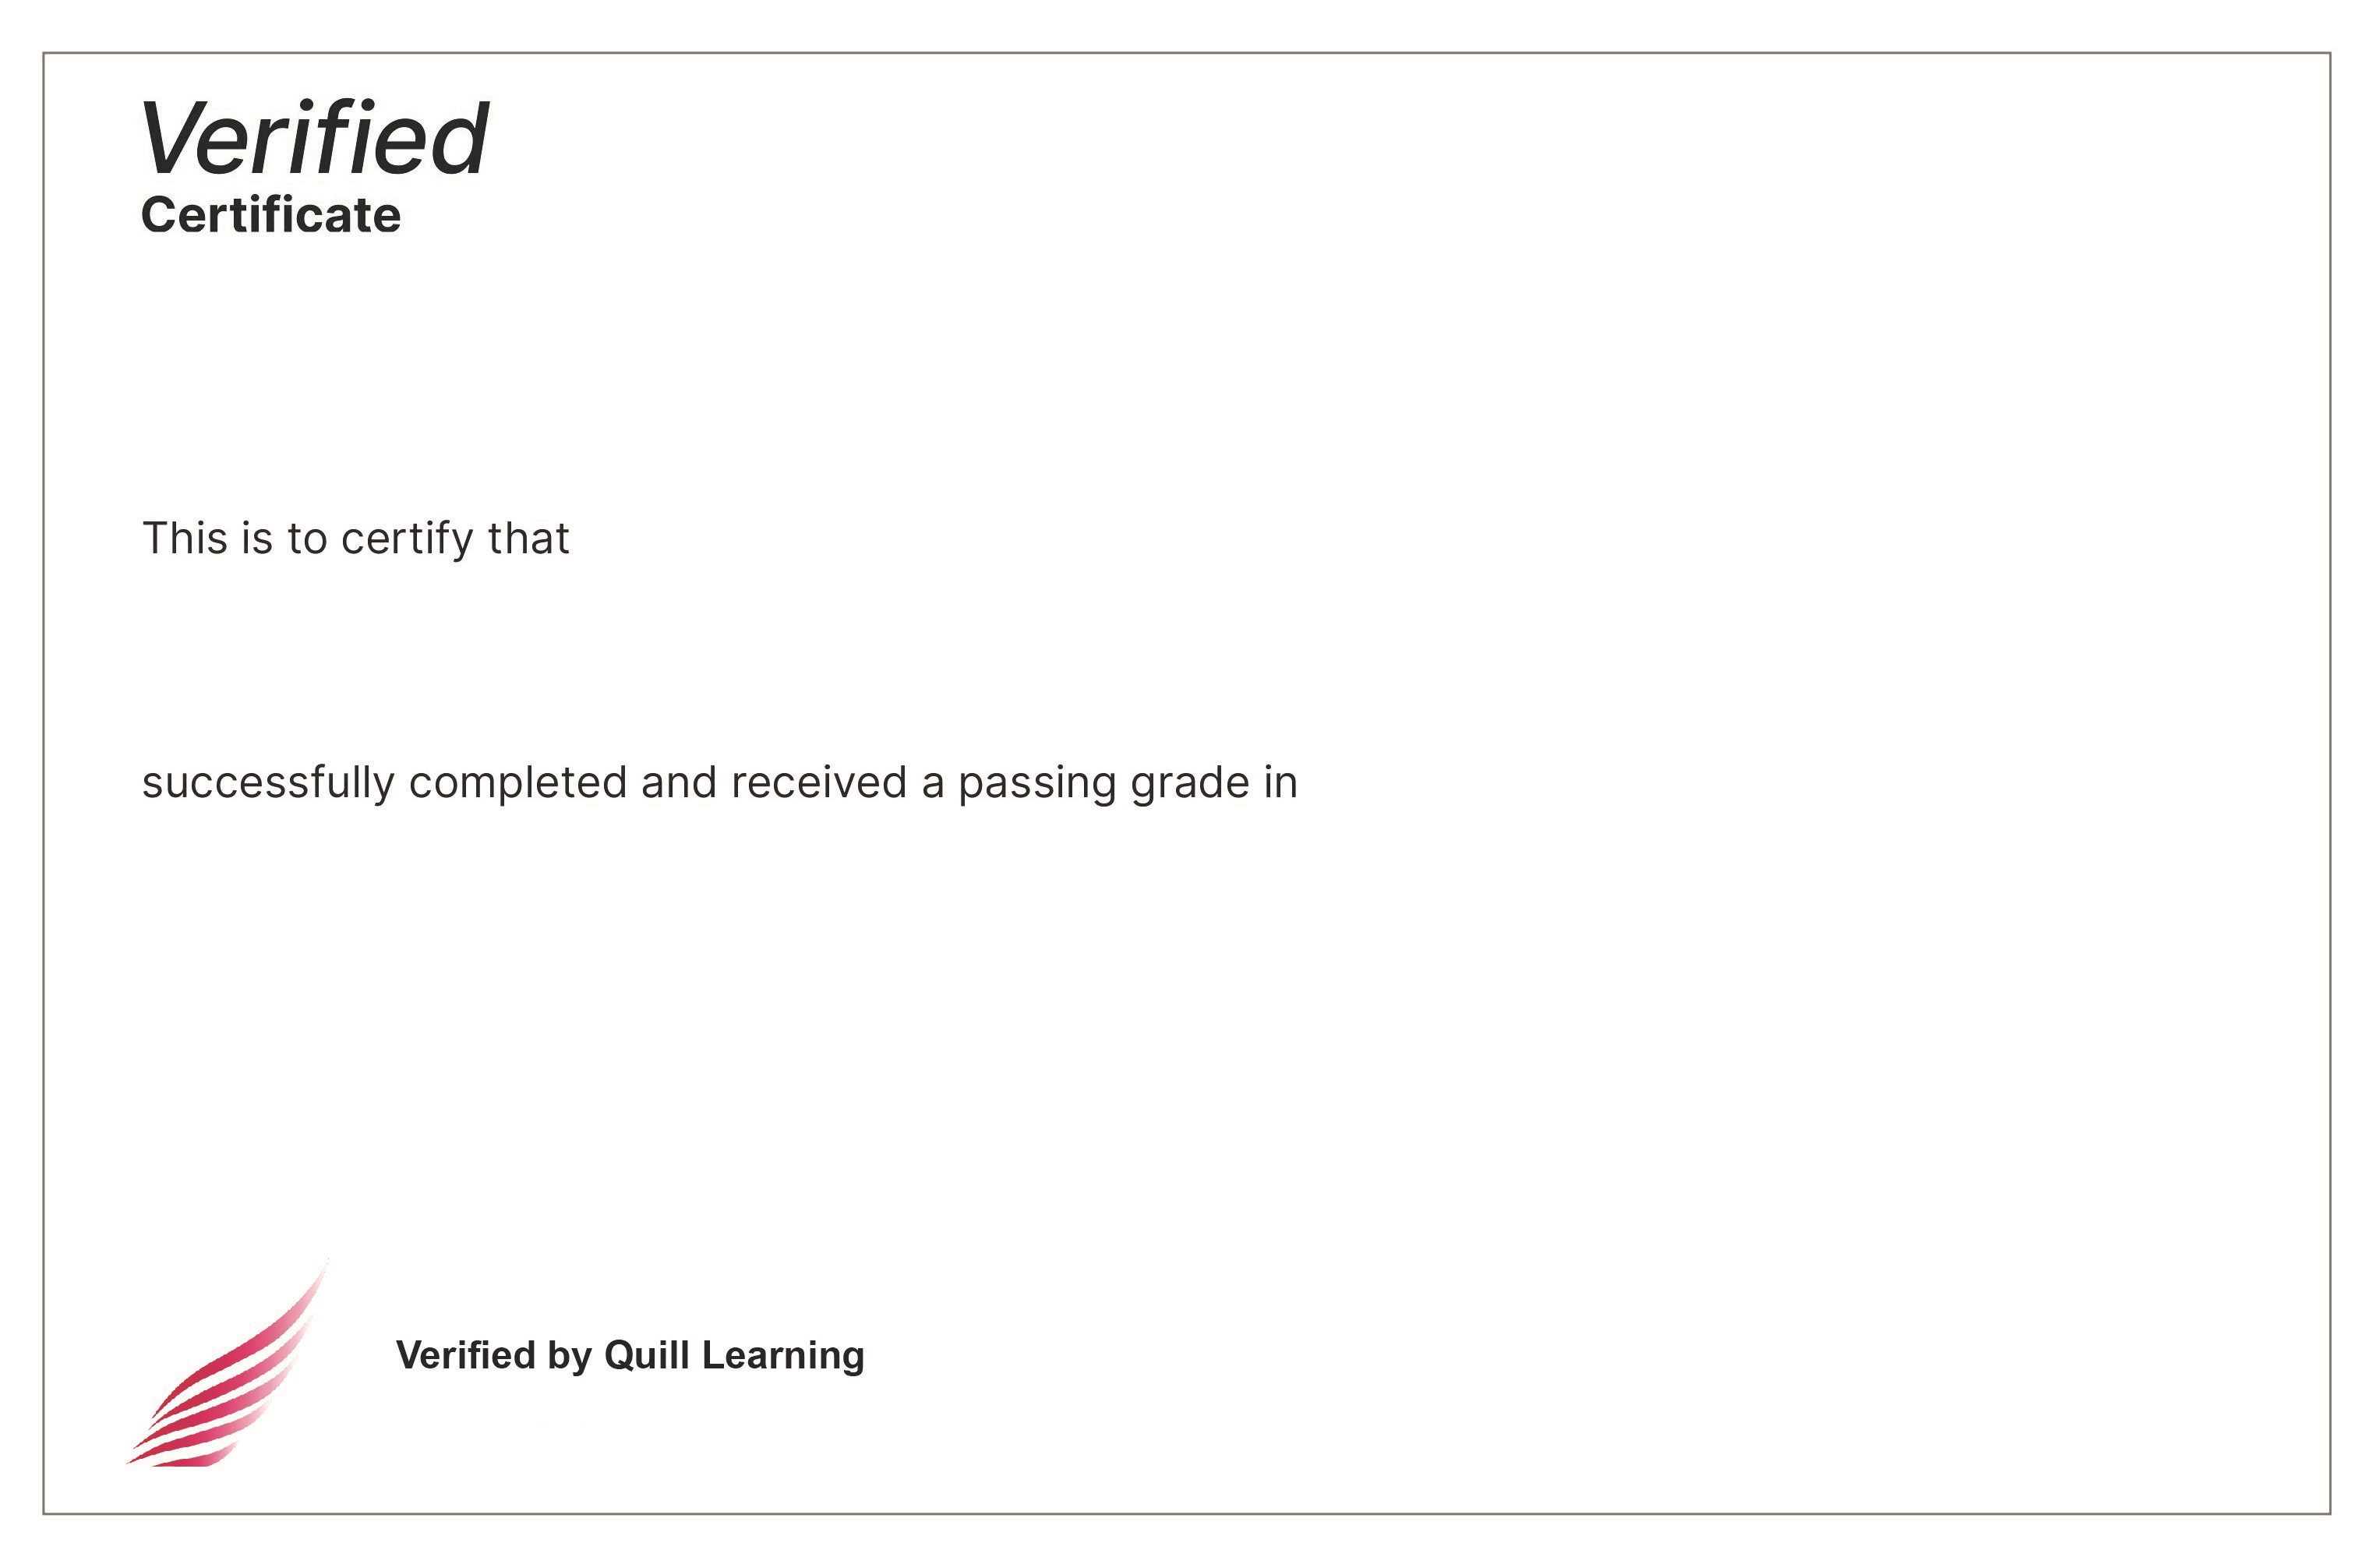 Verified
Certificate
This is to certify that
successfully completed and received a passing grade in
Verified by Quill Learning